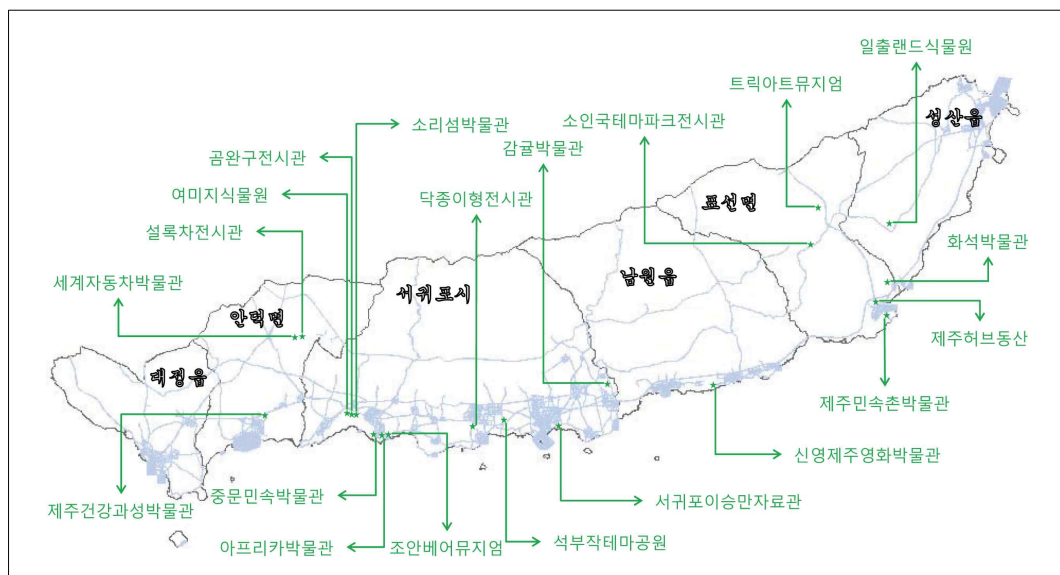 일출랜드식물원
트릭아트뮤지엄
성산읍
소리섬박물관
소인국테마파크전시관
감귤박물관
곰완구전시관
여미지식물원
닥종이형전시관
표선면
설록차전시관
화석박물관
세계자동차박물관
남원읍
서귀포시
안덕면
제주허브동산
대정읍
제주민속촌박물관
신영제주영화박물관
중문민속박물관
서귀포이승만자료관
제주건강과성박물관
아프리카박물관
조안베어뮤지엄
석부작테마공원